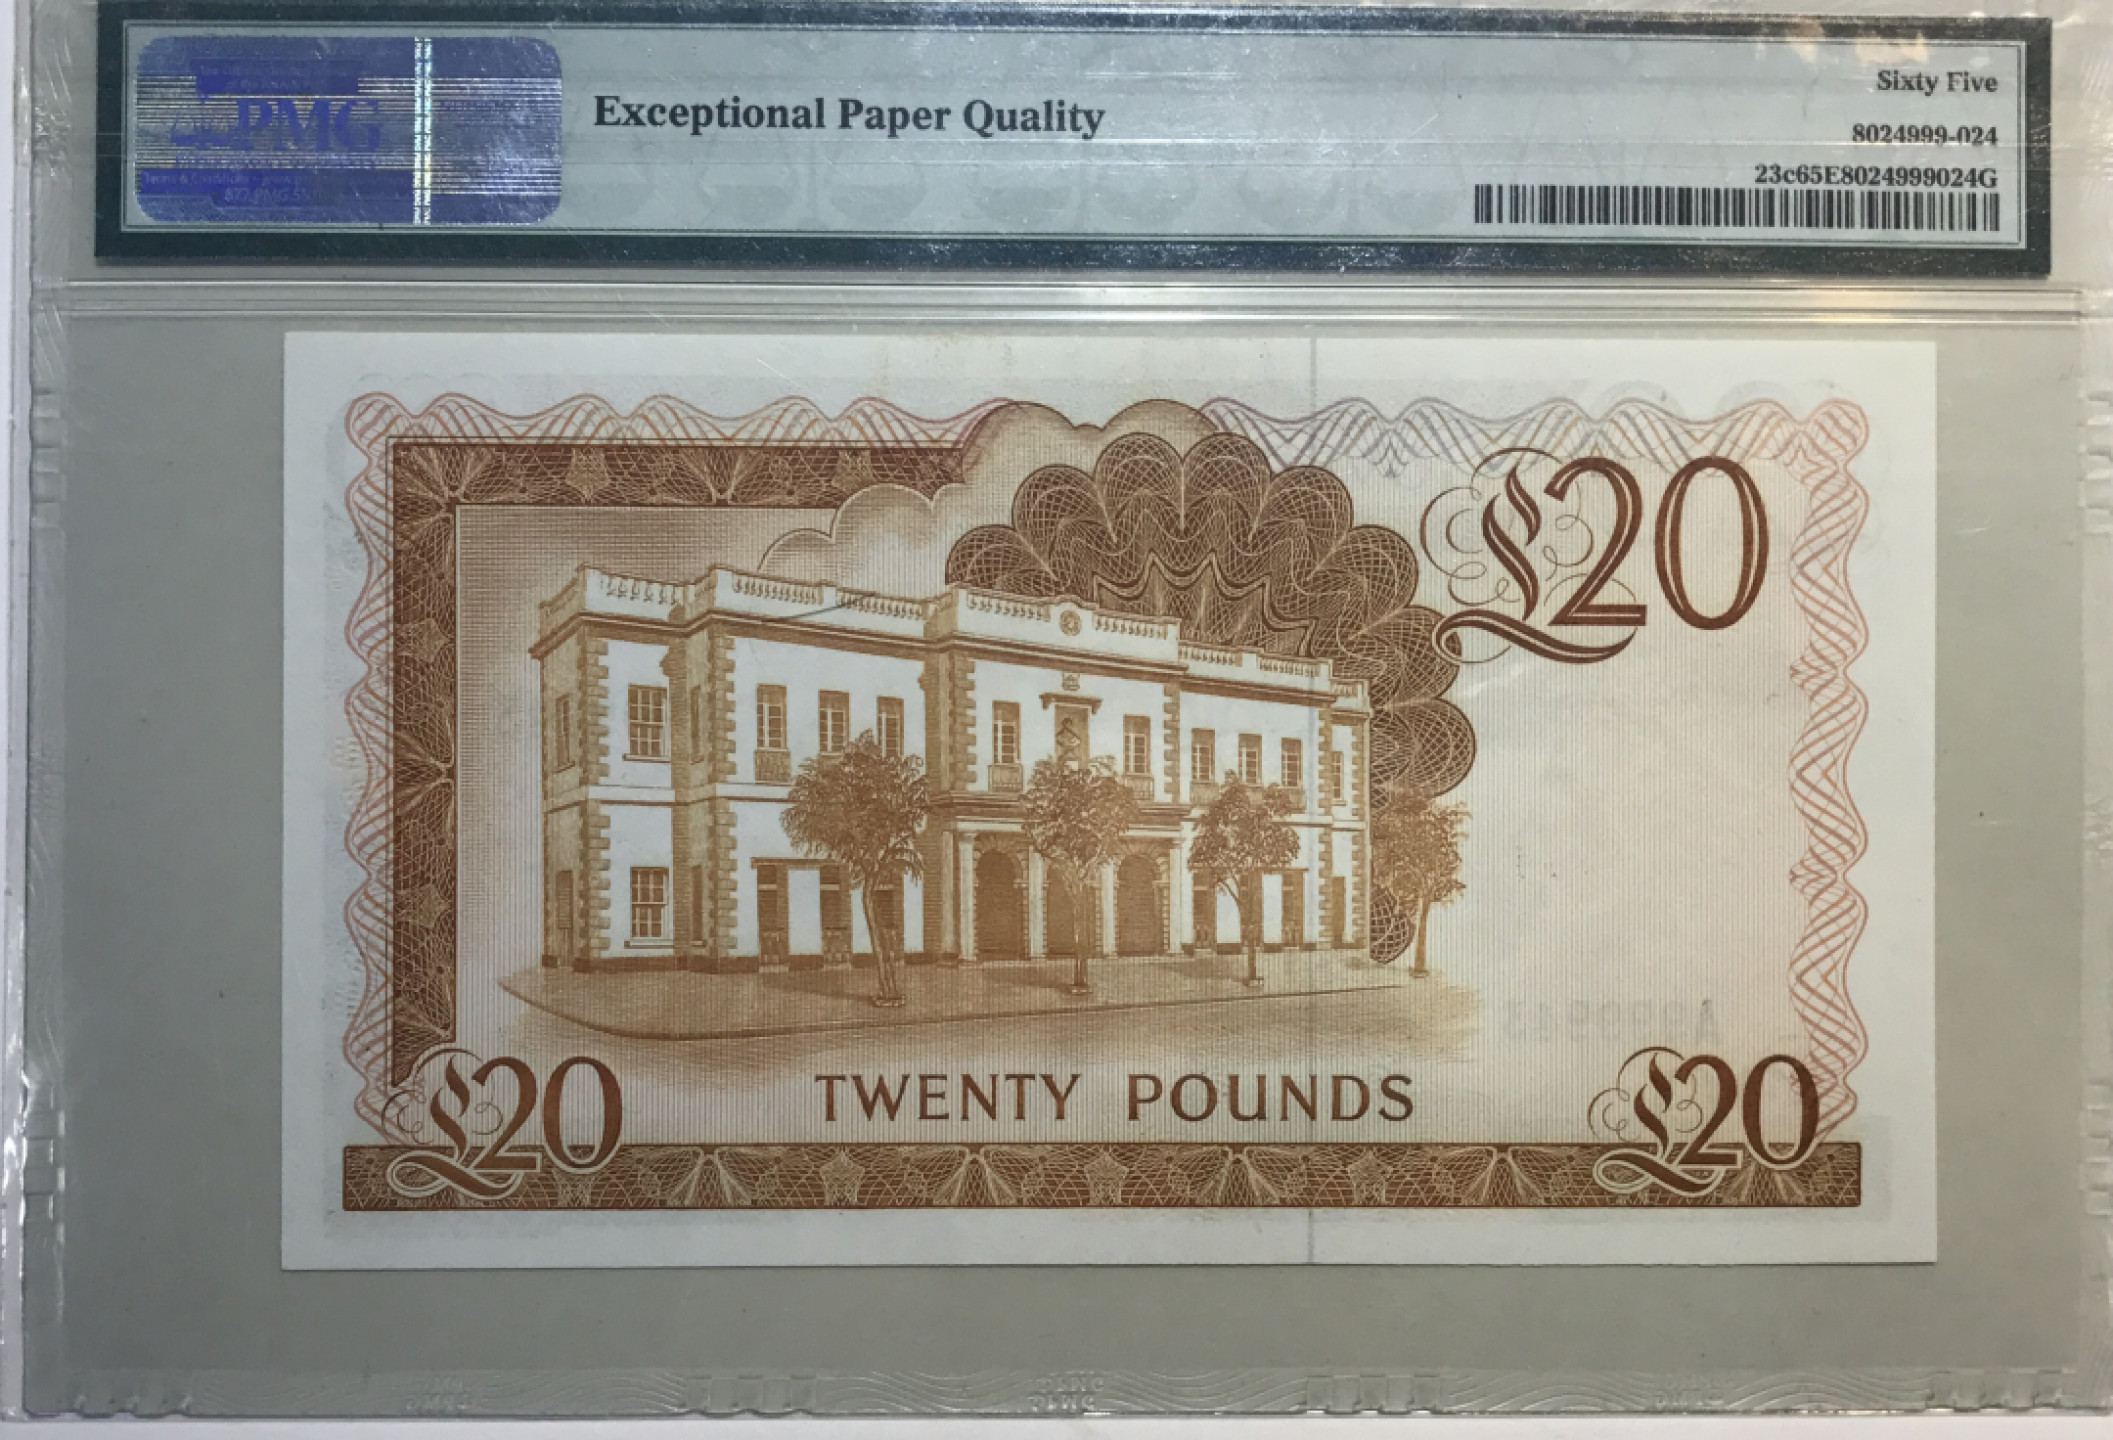 PMG
Exceptional Paper Quality
Sixty Five
8024999-024
23c65E8024999024G
£20
£20
TWENTY POUNDS
£20